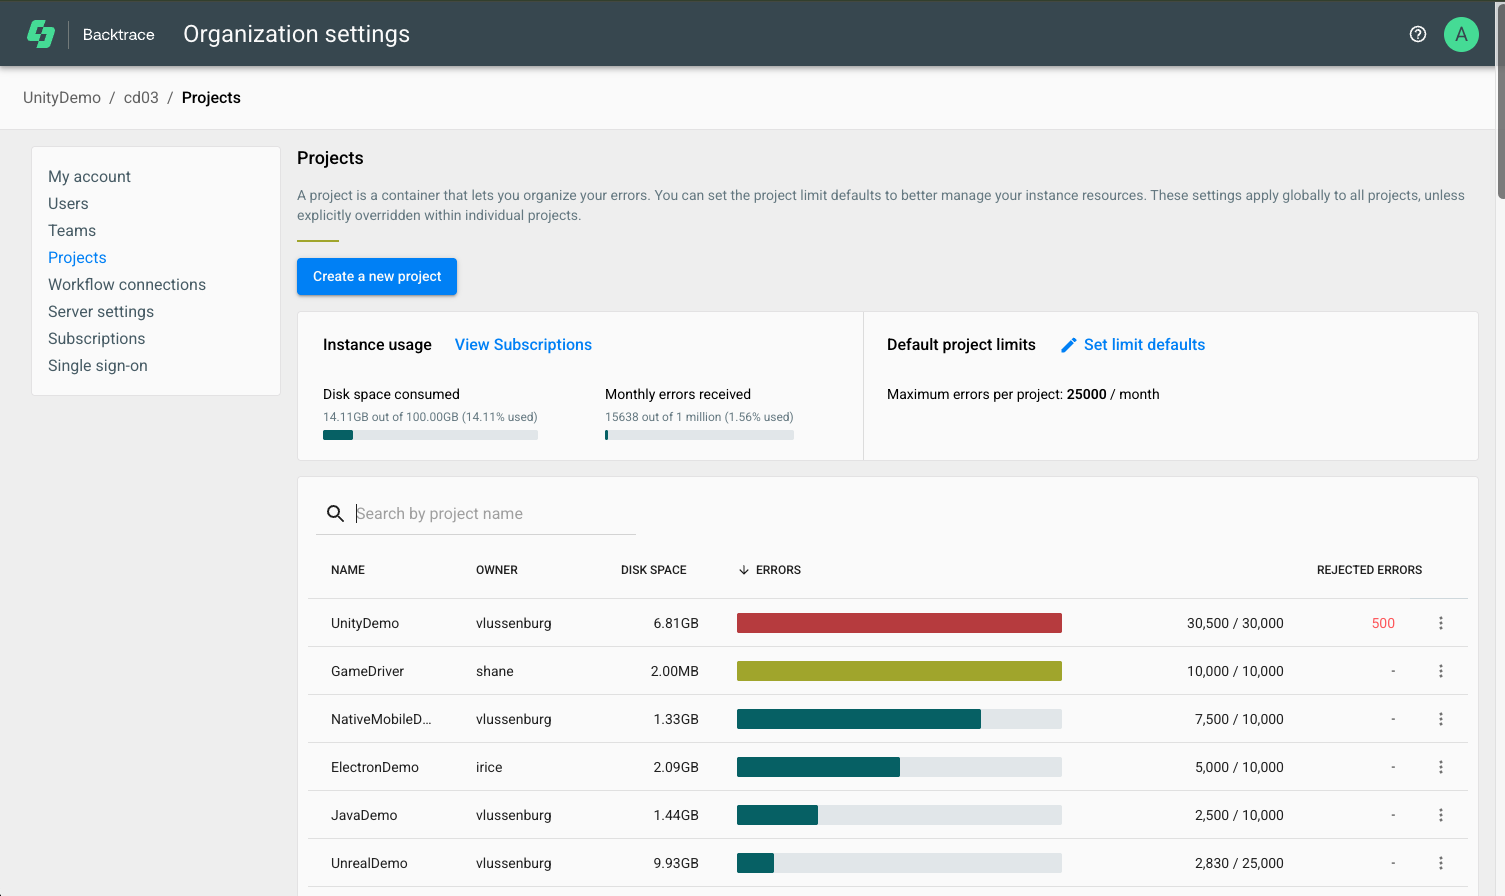 Backtrace
Organization settings
A
UnityDemo / cd03 / Projects
My account
Users
Teams
Projects
Workflow connections
Server settings
Subscriptions
Single sign-on
Projects
A project is a container that lets you organize your errors. You can set the project limit defaults to better manage your instance resources. These settings apply globally to all projects, unless
explicitly overridden within individual projects.
Create a new project
Instance usage View Subscriptions
Disk space consumed
14.11GB out of 100.00GB (14.11% used)
Monthly errors received
15638 out of 1 million (1.56% used)
Default project limits Set limit defaults
Maximum errors per project: 25000 / month
Search by project name
NAME OWNER DISK SPACE ERRORS REJECTED ERRORS
UnityDemo vlussenburg 6.81GB 30,500 / 30,000 500
GameDriver shane 2.00MB 10,000 / 10,000 -
NativeMobileD... vlussenburg 1.33GB 7,500 / 10,000 -
ElectronDemo irice 2.09GB 5,000 / 10,000 -
JavaDemo vlussenburg 1.44GB 2,500 / 10,000 -
UnrealDemo vlussenburg 9.93GB 2,830 / 25,000 -